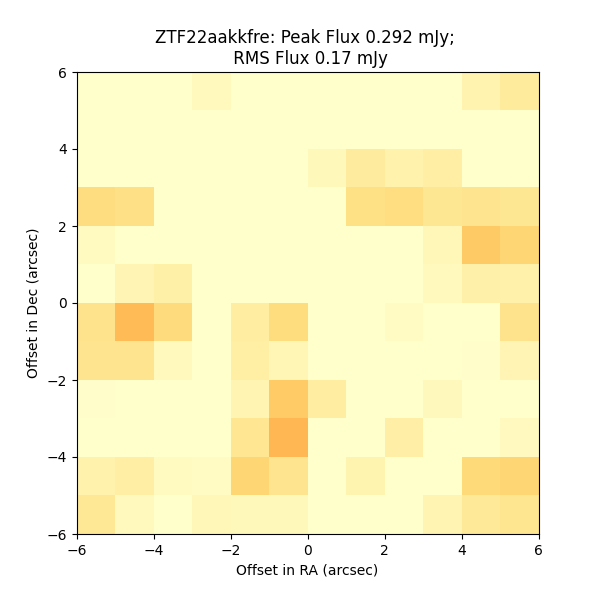 ZTF22aakkfre: Peak Flux 0.292 mJy;
RMS Flux 0.17 mJy
6
4
2
0
−2
−4
−6
Offset in Dec (arcsec)
−6 −4 −2 0 2 4 6
Offset in RA (arcsec)